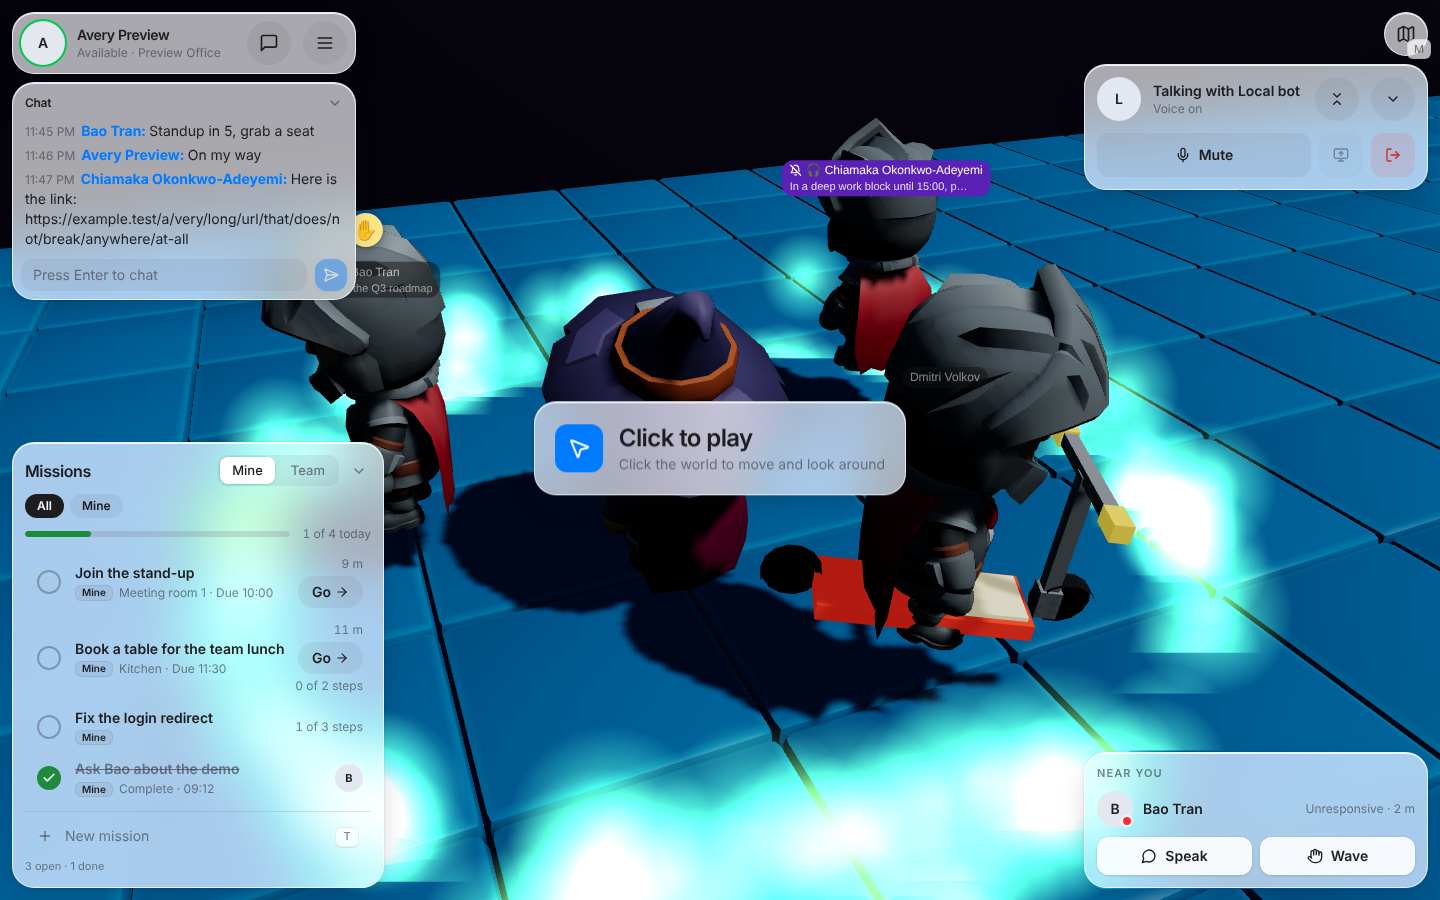 A
Avery Preview
Available · Preview Office
M
Chat
11:45 PM Bao Tran: Standup in 5, grab a seat
11:46 PM Avery Preview: On my way
11:47 PM Chiamaka Okonkwo-Adeyemi: Here is
the link:
https://example.test/a/very/long/url/that/does/n
ot/break/anywhere/at-all
Press Enter to chat
Bao Tran
the Q3 roadmap
Chiamaka Okonkwo-Adeyemi
In a deep work block until 15:00, p…
L
Talking with Local bot
Voice on
Mute
Dmitri Volkov
Click to play
Click the world to move and look around
Missions
Mine
Team
All
Mine
1 of 4 today
Join the stand-up
Mine Meeting room 1 · Due 10:00
9 m
Go
Book a table for the team lunch
Mine Kitchen · Due 11:30
11 m
Go
0 of 2 steps
Fix the login redirect
Mine
1 of 3 steps
Ask Bao about the demo
Mine Complete · 09:12
B
New mission
T
3 open · 1 done
NEAR YOU
B
Bao Tran
Unresponsive · 2 m
Speak
Wave